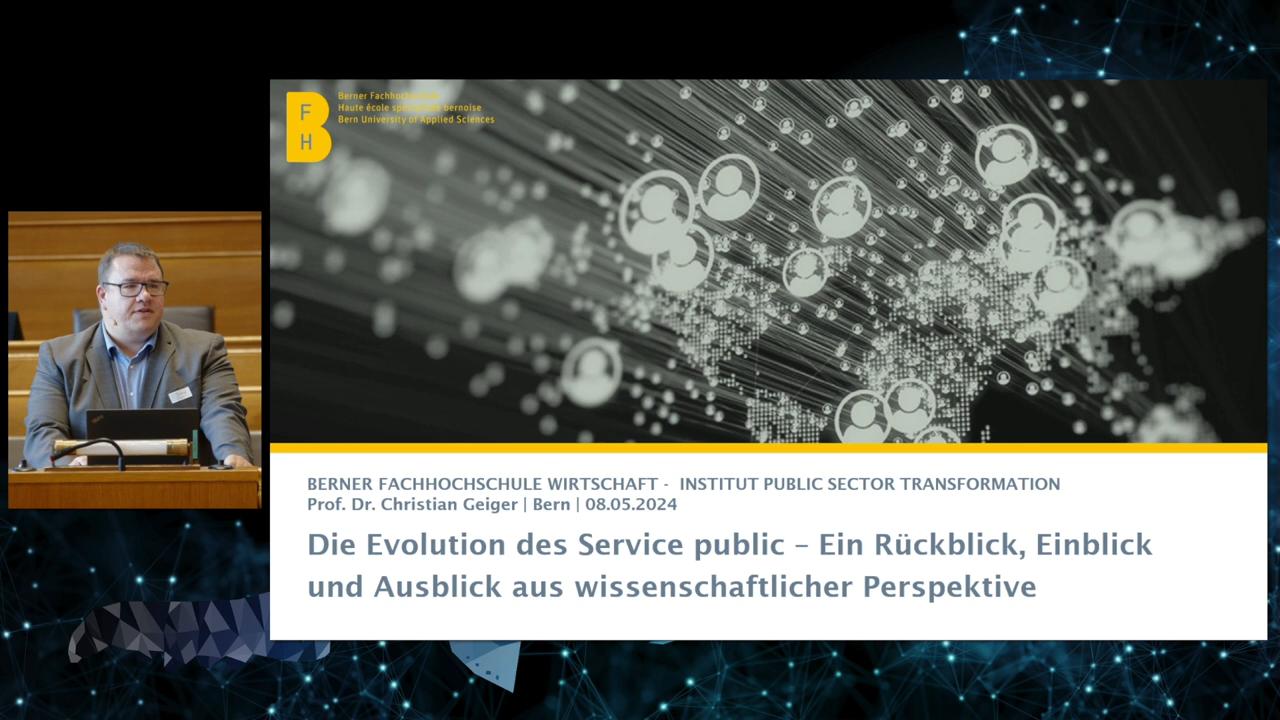 B
F
H
Berner Fachhochschule
Haute école spécialisée bernoise
Bern University of Applied Sciences
BERNER FACHHOCHSCHULE WIRTSCHAFT - INSTITUT PUBLIC SECTOR TRANSFORMATION
Prof. Dr. Christian Geiger | Bern | 08.05.2024
Die Evolution des Service public – Ein Rückblick, Einblick
und Ausblick aus wissenschaftlicher Perspektive